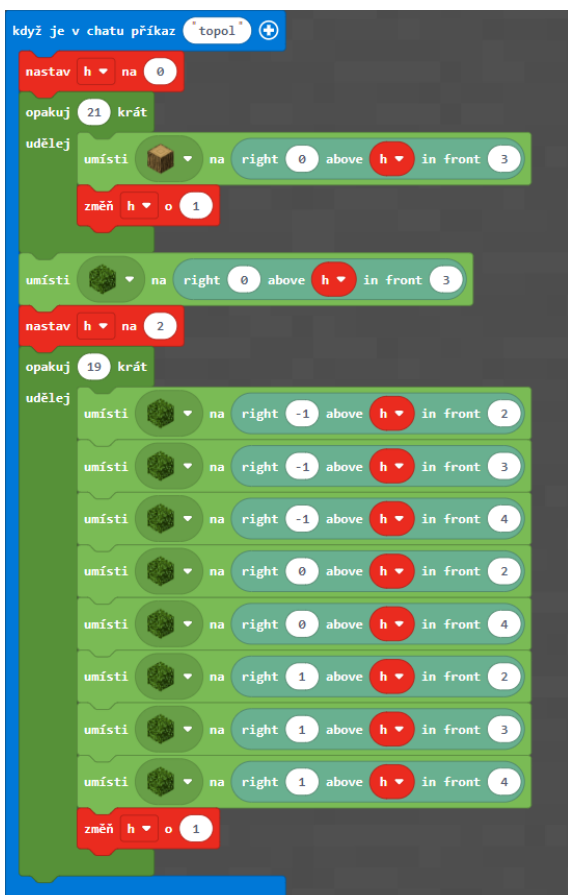 když je v chatu příkaz "topol"
nastav h na 0
opakuj 21 krát
udělej
umísti na right 0 above h in front 3
změň h o 1
umísti na right 0 above h in front 3
nastav h na 2
opakuj 19 krát
udělej
umísti na right -1 above h in front 2
umísti na right -1 above h in front 3
umísti na right -1 above h in front 4
umísti na right 0 above h in front 2
umísti na right 0 above h in front 4
umísti na right 1 above h in front 2
umísti na right 1 above h in front 3
umísti na right 1 above h in front 4
změň h o 1